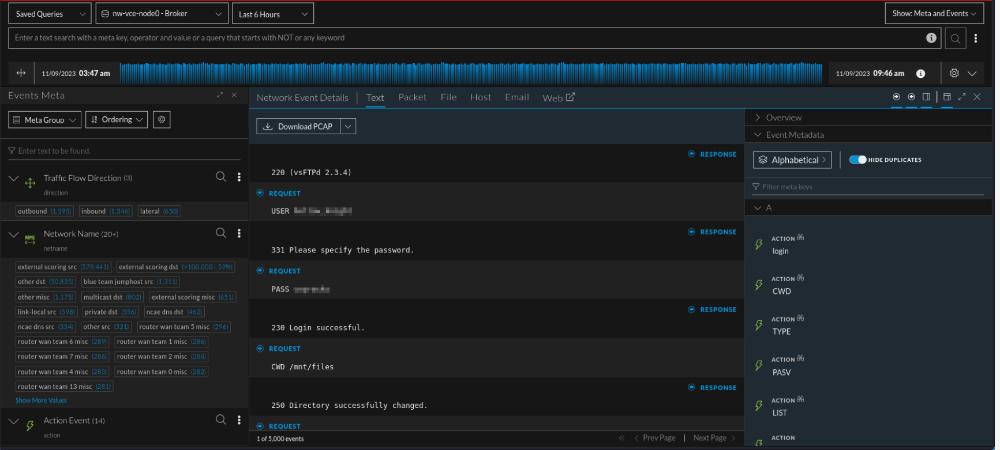 Saved Queries
nw-vce-node0 - Broker
Last 6 Hours
Show: Meta and Events
Enter a text search with a meta key, operator and value or a query that starts with NOT or any keyword
11/09/2023 03:47 am
11/09/2023 09:46 am
Events Meta
Meta Group
Ordering
Enter text to be found.
Traffic Flow Direction (3)
direction
outbound (1,595) inbound (1,346) lateral (650)
Network Name (20+)
NAME
netname
external scoring src (579,441) external scoring dst (>100,000 - 59%)
other dst (50,835) blue team jumphost src (1,311)
other misc (1,175) multicast dst (802) external scoring misc (651)
link-local src (598) private dst (556) ncae dns dst (462)
ncae dns src (334) other src (321) router wan team 5 misc (296)
router wan team 6 misc (289) router wan team 1 misc (286)
router wan team 7 misc (286) router wan team 2 misc (284)
router wan team 4 misc (283) router wan team 0 misc (282)
router wan team 13 misc (281)
Show More Values
Action Event (14)
action
Network Event Details Text Packet File Host Email Web
Download PCAP
RESPONSE
220 (vsFTPd 2.3.4)
REQUEST
USER
RESPONSE
331 Please specify the password.
REQUEST
PASS
RESPONSE
230 Login successful.
REQUEST
CWD /mnt/files
RESPONSE
250 Directory successfully changed.
REQUEST
1 of 5,000 events
Prev Page | Next Page
Overview
Event Metadata
Alphabetical
HIDE DUPLICATES
Filter meta keys
A
ACTION
login
ACTION
CWD
ACTION
TYPE
ACTION
PASV
ACTION
LIST
ACTION